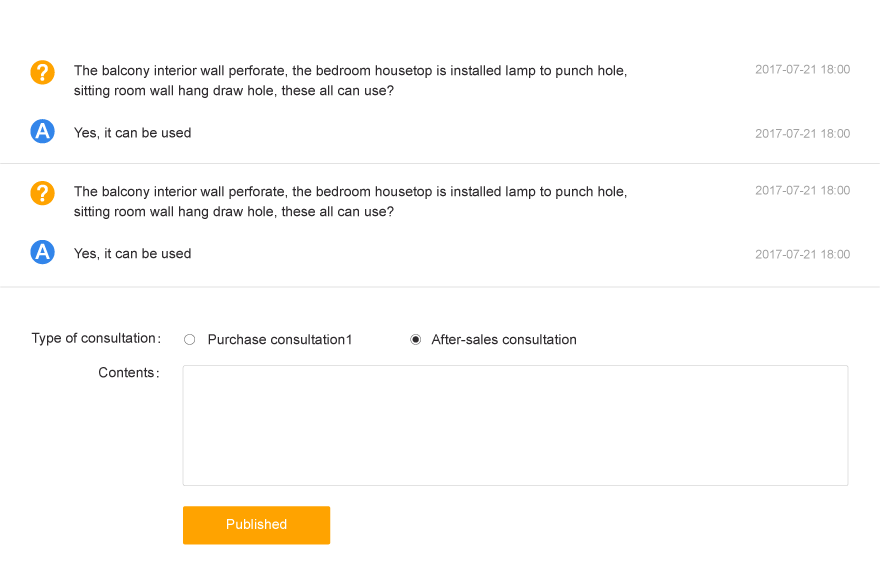 ? The balcony interior wall perforate, the bedroom housetop is installed lamp to punch hole, 2017-07-21 18:00
sitting room wall hang draw hole, these all can use?
A Yes, it can be used 2017-07-21 18:00
? The balcony interior wall perforate, the bedroom housetop is installed lamp to punch hole, 2017-07-21 18:00
sitting room wall hang draw hole, these all can use?
A Yes, it can be used 2017-07-21 18:00
Type of consultation: Purchase consultation1 After-sales consultation
Contents:
Published